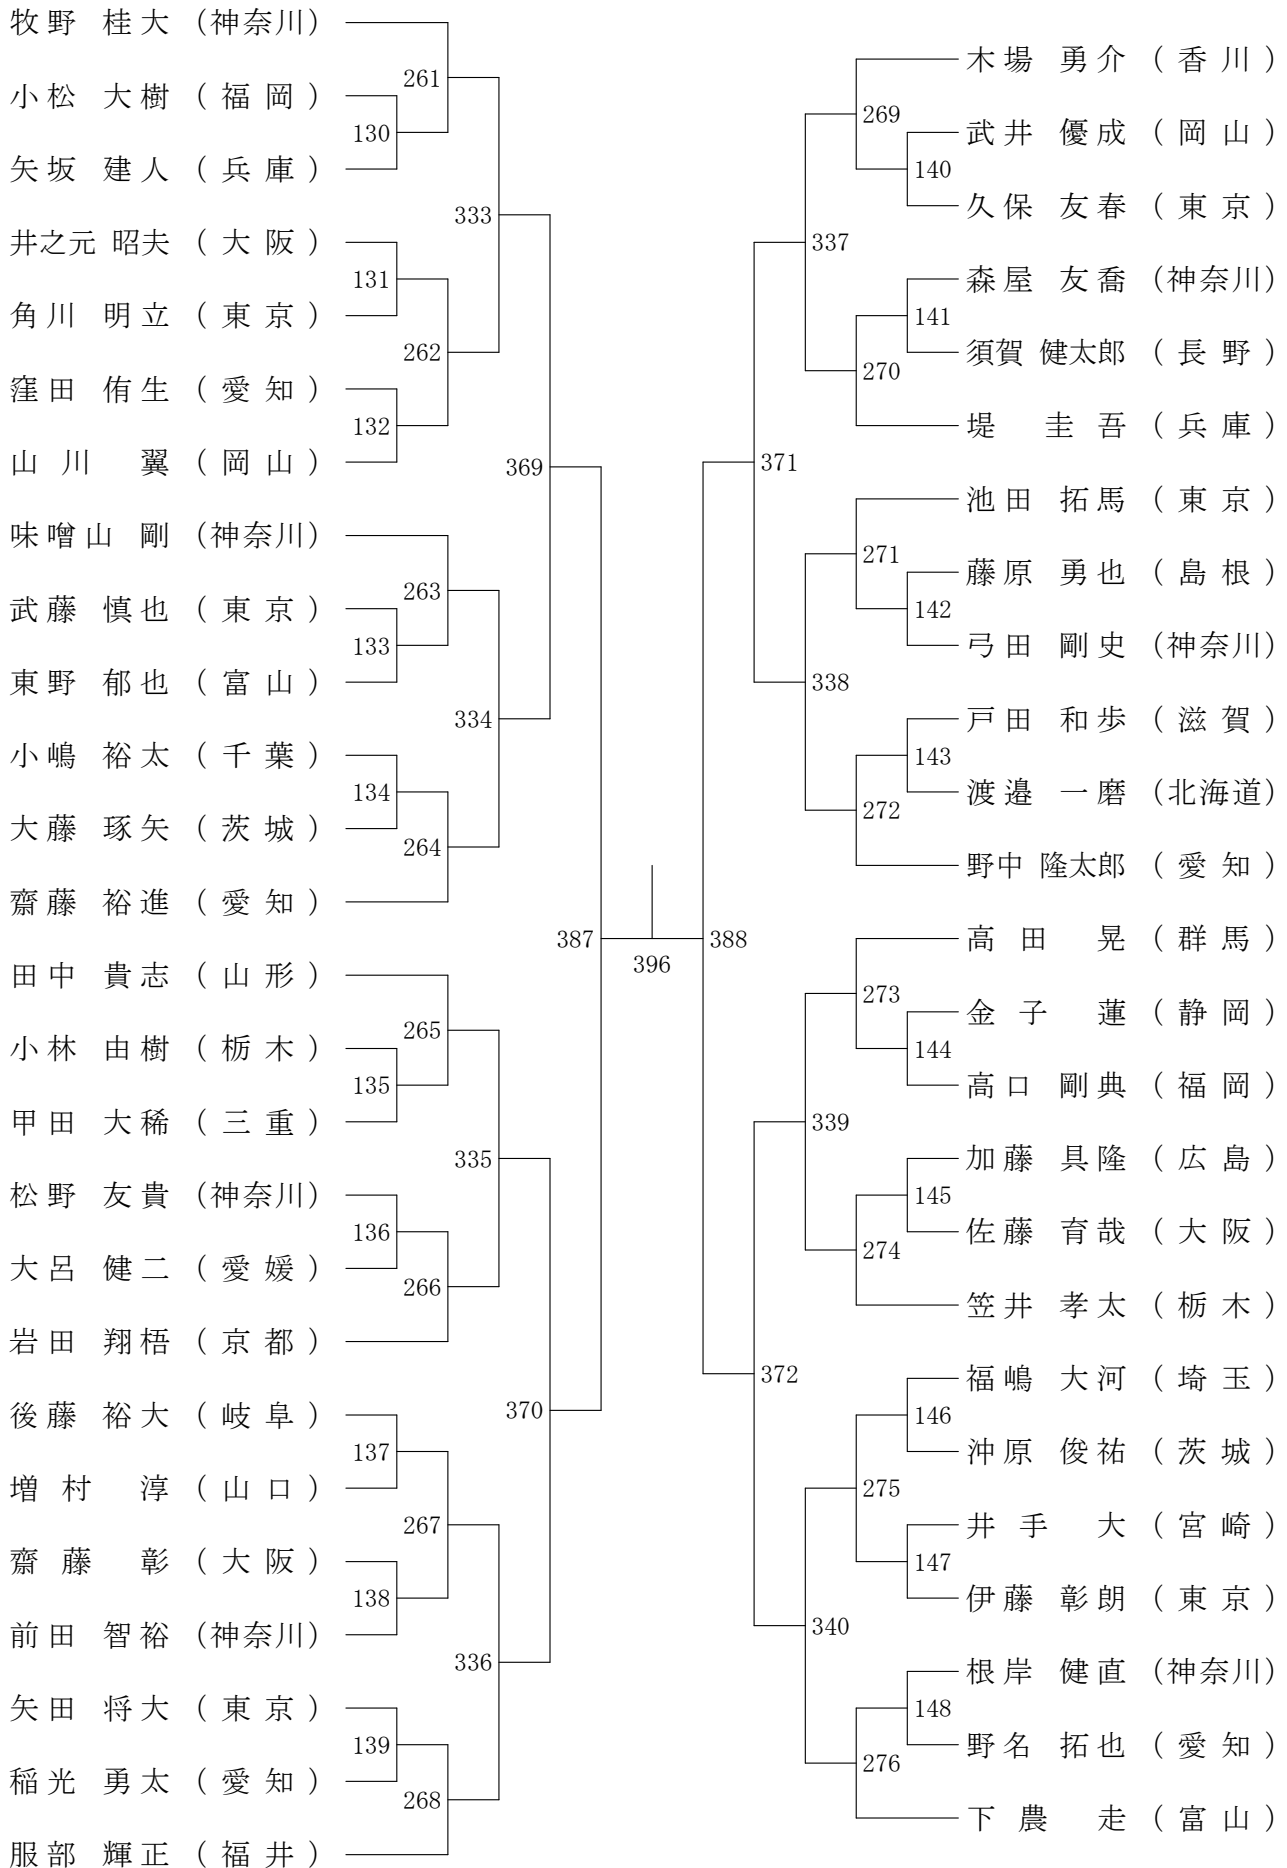 牧野 桂大 (神奈川)
261
小松 大樹 (福岡)
130
矢坂 建人 (兵庫)
333
井之元 昭夫 (大阪)
131
角川 明立 (東京)
262
窪田 侑生 (愛知)
132
山川 翼 (岡山)
369
味噌山 剛 (神奈川)
263
武藤 慎也 (東京)
133
東野 郁也 (富山)
334
小嶋 裕太 (千葉)
134
大藤 琢矢 (茨城)
264
齋藤 裕進 (愛知)
387
田中 貴志 (山形)
265
小林 由樹 (栃木)
135
甲田 大稀 (三重)
335
松野 友貴 (神奈川)
136
大呂 健二 (愛媛)
266
岩田 翔梧 (京都)
370
後藤 裕大 (岐阜)
137
増村 淳 (山口)
267
齋藤 彰 (大阪)
138
前田 智裕 (神奈川)
336
矢田 将大 (東京)
139
稲光 勇太 (愛知)
268
服部 輝正 (福井)
396
木場 勇介 (香川)
269
武井 優成 (岡山)
140
久保 友春 (東京)
337
森屋 友喬 (神奈川)
141
須賀 健太郎 (長野)
270
堤 圭吾 (兵庫)
371
池田 拓馬 (東京)
271
藤原 勇也 (島根)
142
弓田 剛史 (神奈川)
338
戸田 和歩 (滋賀)
143
渡邉 一磨 (北海道)
272
野中 隆太郎 (愛知)
388
高田 晃 (群馬)
273
金子 蓮 (静岡)
144
高口 剛典 (福岡)
339
加藤 具隆 (広島)
145
佐藤 育哉 (大阪)
274
笠井 孝太 (栃木)
372
福嶋 大河 (埼玉)
146
沖原 俊祐 (茨城)
275
井手 大 (宮崎)
147
伊藤 彰朗 (東京)
340
根岸 健直 (神奈川)
148
野名 拓也 (愛知)
276
下農 走 (富山)